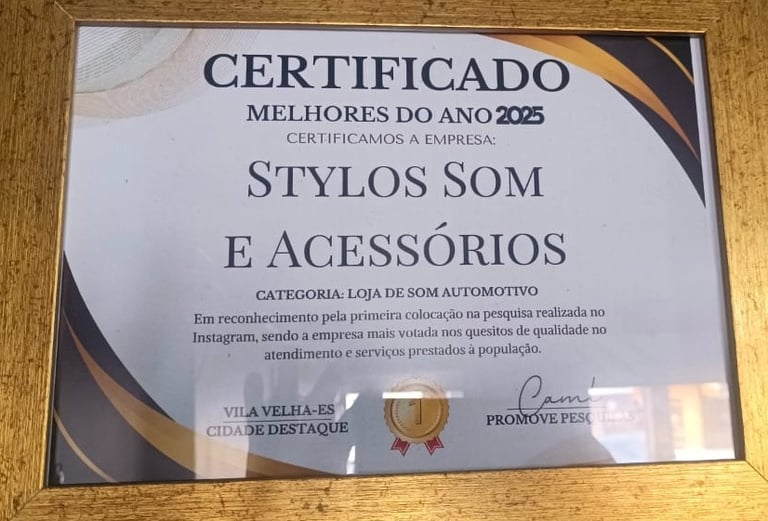 CERTIFICADO
MELHORES DO ANO 2025
CERTIFICAMOS A EMPRESA:
STYLOS SOM
E ACESSÓRIOS
CATEGORIA: LOJA DE SOM AUTOMOTIVO
Em reconhecimento pela primeira colocação na pesquisa realizada no
Instagram, sendo a empresa mais votada nos quesitos de qualidade no
atendimento e serviços prestados à população.
VILA VELHA-ES
CIDADE DESTAQUE
1
Cami
PROMOVE PESQUISAS